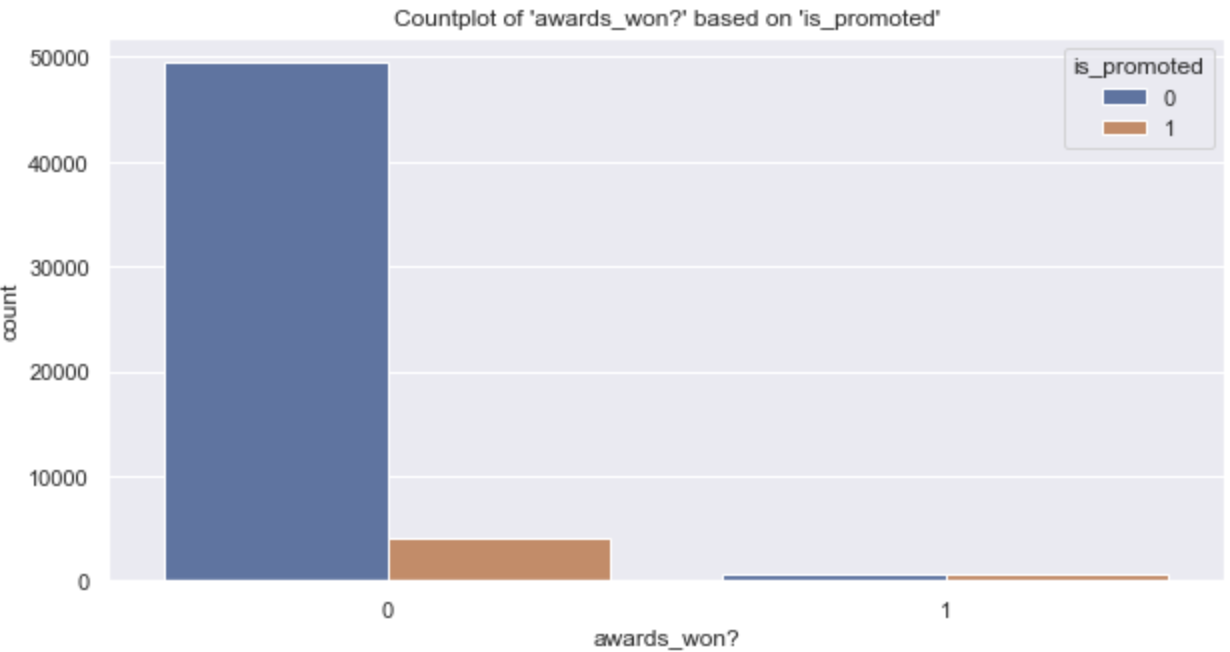 Countplot of 'awards_won?' based on 'is_promoted'
is_promoted
0
1
50000
40000
30000
20000
10000
0
count
0
1
awards_won?